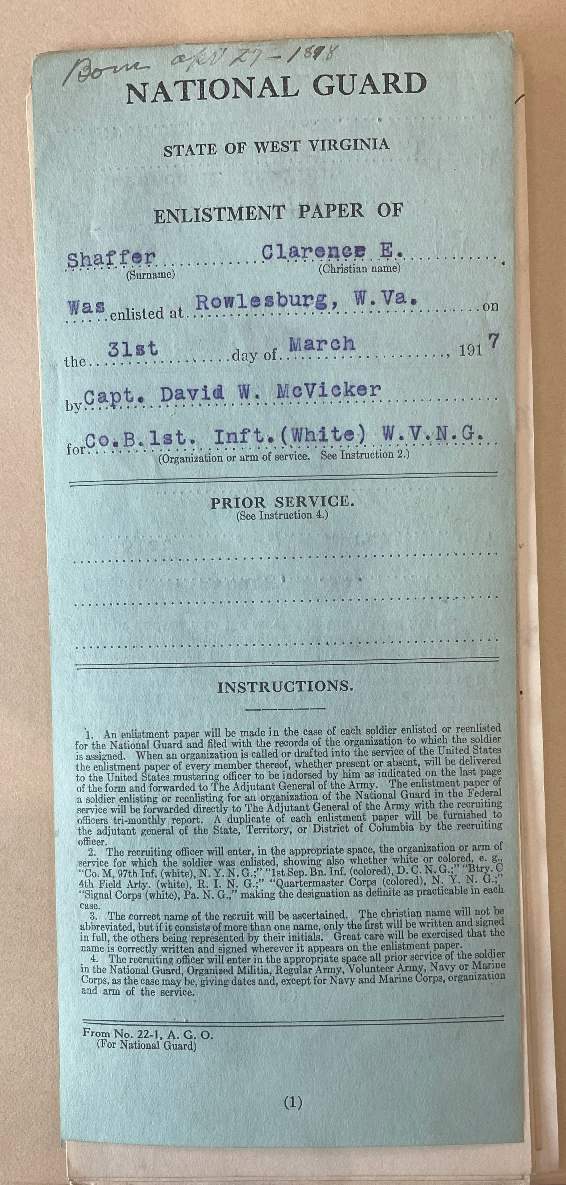 Born Apr 27 - 1898
NATIONAL GUARD
STATE OF WEST VIRGINIA
ENLISTMENT PAPER OF
Shaffer Clarence E.
(Surname) (Christian name)
Was enlisted at Rowlesburg, W.Va. on
the 31st day of March, 1917
by Capt. David W. McVicker
for Co.B.1st. Inft.(White) W.V.N.G.
(Organization or arm of service. See Instruction 2.)
PRIOR SERVICE.
(See Instruction 4.)
INSTRUCTIONS.
1. An enlistment paper will be made in the case of each soldier enlisted or reenlisted
for the National Guard and filed with the records of the organization to which the soldier
is assigned. When an organization is called or drafted into the service of the United States
the enlistment paper of every member thereof, whether present or absent, will be delivered
to the United States mustering officer to be indorsed by him as indicated on the last page
of the form and forwarded to The Adjutant General of the Army. The enlistment paper of
a soldier enlisting or reenlisting for an organization of the National Guard in the Federal
service will be forwarded directly to The Adjutant General of the Army with the recruiting
officers tri-monthly report. A duplicate of each enlistment paper will be furnished to
the adjutant general of the State, Territory, or District of Columbia by the recruiting
officer.
2. The recruiting officer will enter, in the appropriate space, the organization or arm of
service for which the soldier was enlisted, showing also whether white or colored, e. g.,
"Co. M, 97th Inf. (white), N. Y. N. G.;" "1st Sep. Bn. Inf. (colored), D. C. N. G.;" "Btry. C
4th Field Arty. (white), R. I. N. G.;" "Quartermaster Corps (colored), N. Y. N. G.;"
"Signal Corps (white), Pa. N. G.," making the designation as definite as practicable in each
case.
3. The correct name of the recruit will be ascertained. The christian name will not be
abbreviated, but if it consists of more than one name, only the first will be written and signed
in full, the others being represented by their initials. Great care will be exercised that the
name is correctly written and signed wherever it appears on the enlistment paper.
4. The recruiting officer will enter in the appropriate space all prior service of the soldier
in the National Guard, Organized Militia, Regular Army, Volunteer Army, Navy or Marine
Corps, as the case may be, giving dates and, except for Navy and Marine Corps, organization
and arm of the service.
From No. 22-1, A. G. O.
(For National Guard)
(1)